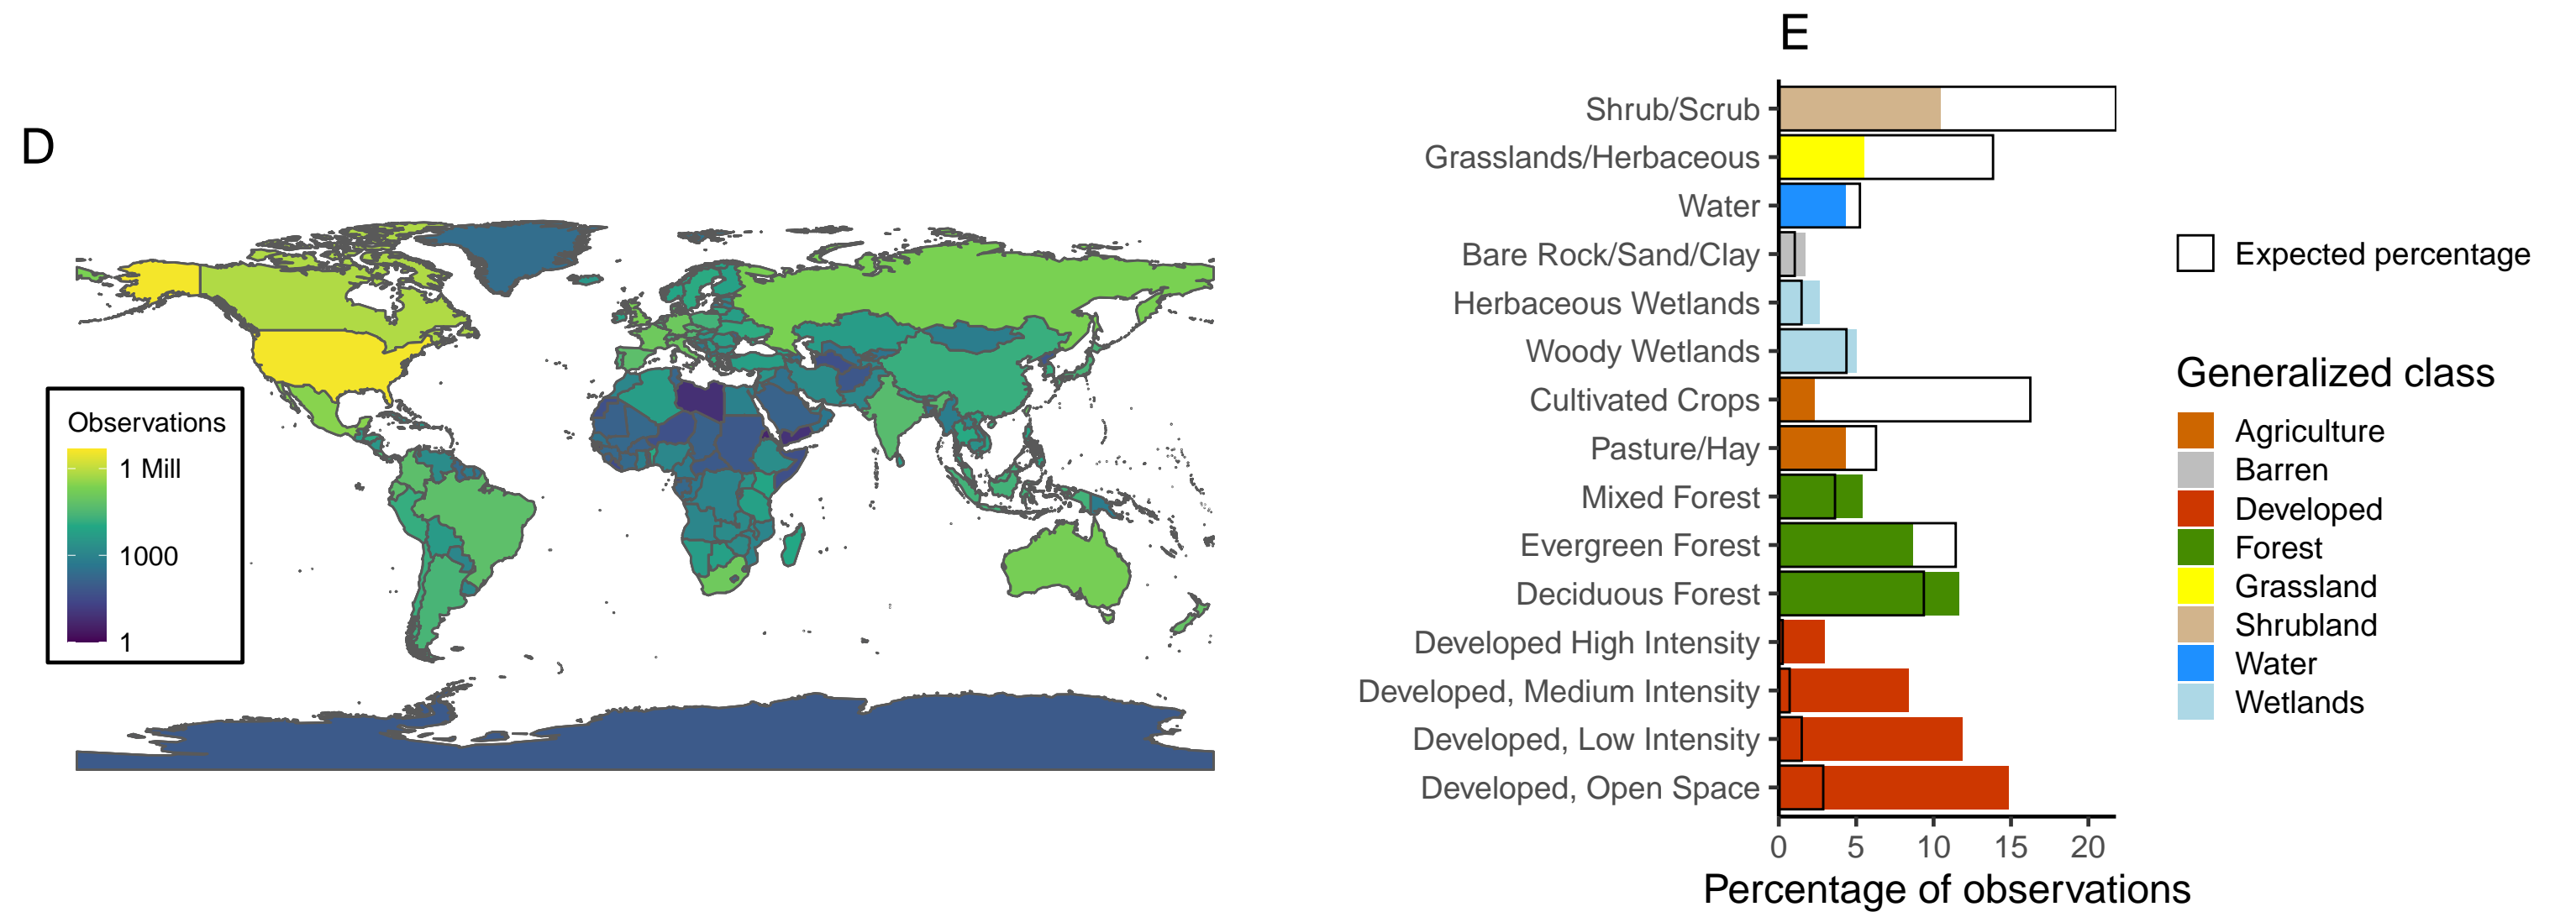 D
Observations
1 Mill
1000
1
E
Shrub/Scrub
Grasslands/Herbaceous
Water
Bare Rock/Sand/Clay
Herbaceous Wetlands
Woody Wetlands
Cultivated Crops
Pasture/Hay
Mixed Forest
Evergreen Forest
Deciduous Forest
Developed High Intensity
Developed, Medium Intensity
Developed, Low Intensity
Developed, Open Space
0 5 10 15 20
Percentage of observations
Expected percentage
Generalized class
Agriculture
Barren
Developed
Forest
Grassland
Shrubland
Water
Wetlands